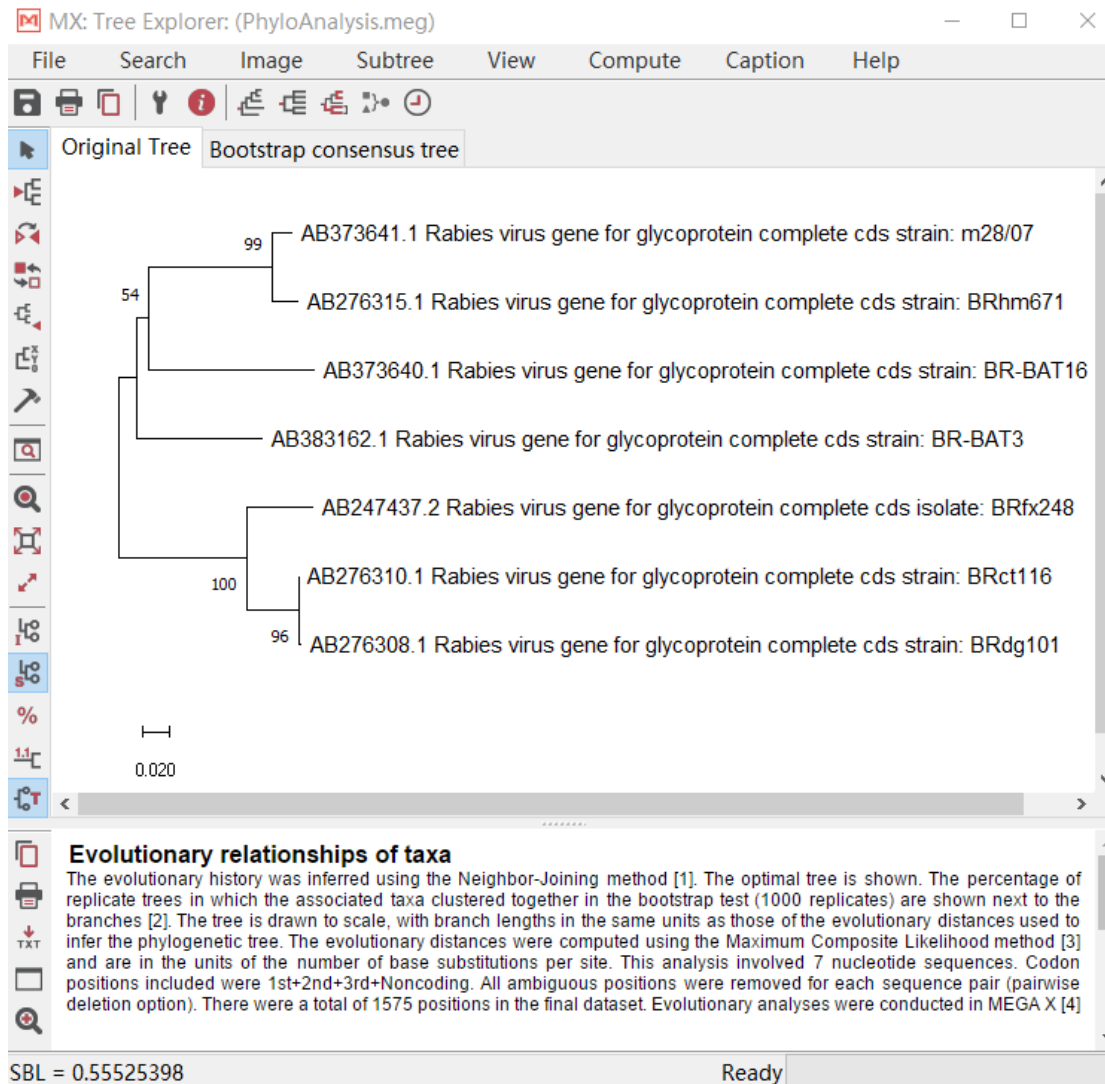 MX: Tree Explorer: (PhyloAnalysis.meg)
File Search Image Subtree View Compute Caption Help
Original Tree Bootstrap consensus tree
99
AB373641.1 Rabies virus gene for glycoprotein complete cds strain: m28/07
54
AB276315.1 Rabies virus gene for glycoprotein complete cds strain: BRhm671
AB373640.1 Rabies virus gene for glycoprotein complete cds strain: BR-BAT16
AB383162.1 Rabies virus gene for glycoprotein complete cds strain: BR-BAT3
AB247437.2 Rabies virus gene for glycoprotein complete cds isolate: BRfx248
100
AB276310.1 Rabies virus gene for glycoprotein complete cds strain: BRct116
96
AB276308.1 Rabies virus gene for glycoprotein complete cds strain: BRdg101
0.020
%
1.1
TXT
Evolutionary relationships of taxa
The evolutionary history was inferred using the Neighbor-Joining method [1]. The optimal tree is shown. The percentage of
replicate trees in which the associated taxa clustered together in the bootstrap test (1000 replicates) are shown next to the
branches [2]. The tree is drawn to scale, with branch lengths in the same units as those of the evolutionary distances used to
infer the phylogenetic tree. The evolutionary distances were computed using the Maximum Composite Likelihood method [3]
and are in the units of the number of base substitutions per site. This analysis involved 7 nucleotide sequences. Codon
positions included were 1st+2nd+3rd+Noncoding. All ambiguous positions were removed for each sequence pair (pairwise
deletion option). There were a total of 1575 positions in the final dataset. Evolutionary analyses were conducted in MEGA X [4]
SBL = 0.55525398 Ready